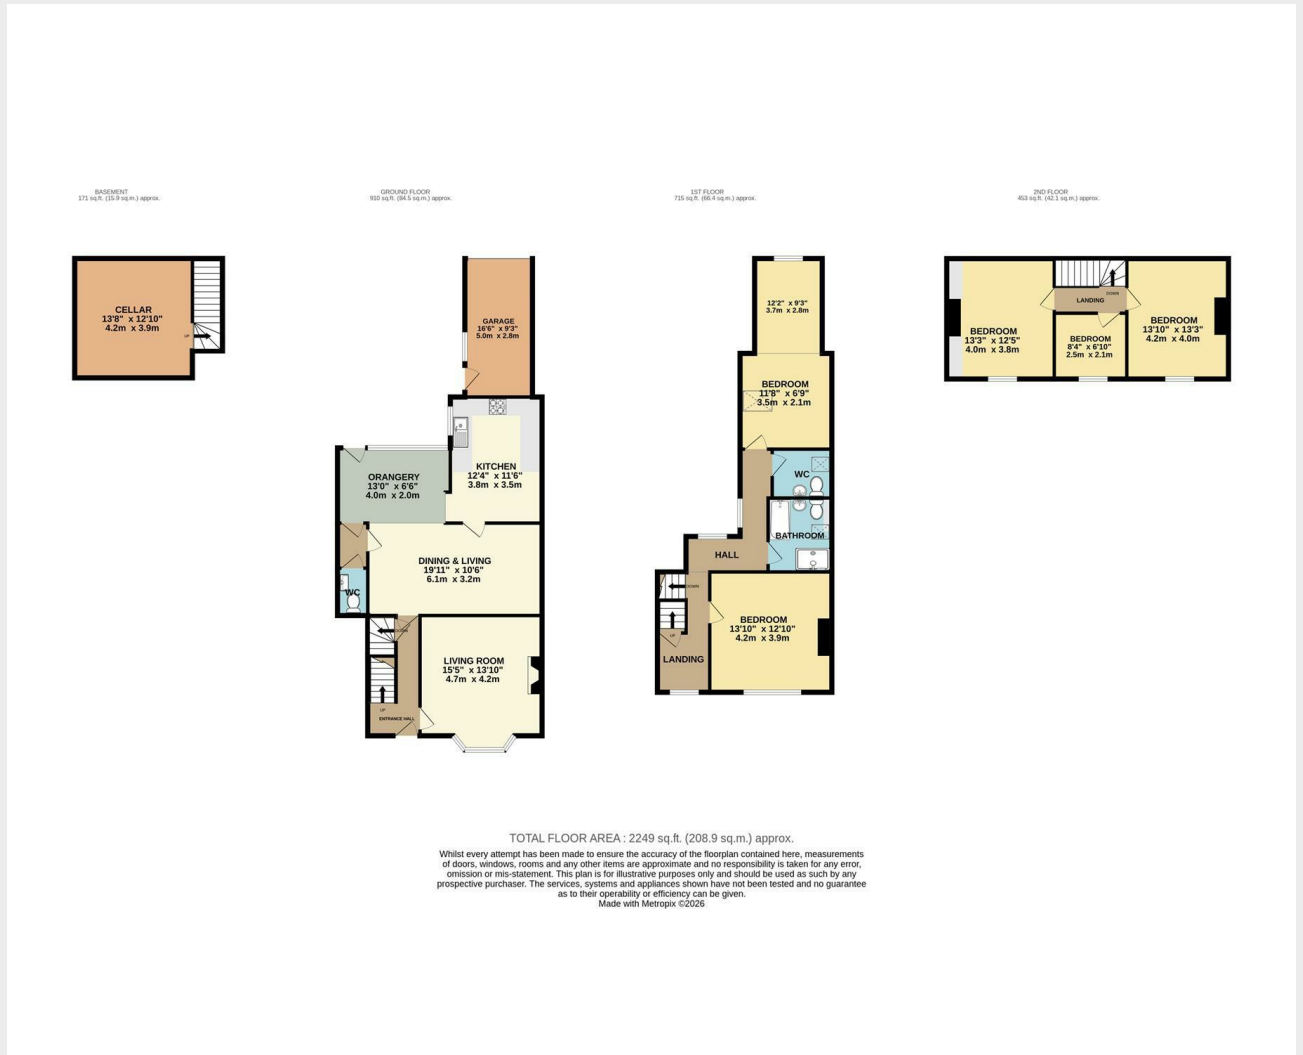 BASEMENT
171 sq.ft. (15.9 sq.m.) approx.
GROUND FLOOR
910 sq.ft. (84.5 sq.m.) approx.
1ST FLOOR
715 sq.ft. (66.4 sq.m.) approx.
2ND FLOOR
453 sq.ft. (42.1 sq.m.) approx.
CELLAR
13'8" x 12'10"
4.2m x 3.9m
UP
GARAGE
16'6" x 9'3"
5.0m x 2.8m
KITCHEN
12'4" x 11'6"
3.8m x 3.5m
ORANGERY
13'0" x 6'6"
4.0m x 2.0m
DINING & LIVING
19'11" x 10'6"
6.1m x 3.2m
WC
DOWN
LIVING ROOM
15'5" x 13'10"
4.7m x 4.2m
UP
ENTRANCE HALL
12'2" x 9'3"
3.7m x 2.8m
BEDROOM
11'8" x 6'9"
3.5m x 2.1m
WC
BATHROOM
HALL
DOWN
UP
BEDROOM
13'10" x 12'10"
4.2m x 3.9m
LANDING
BEDROOM
13'3" x 12'5"
4.0m x 3.8m
DOWN
LANDING
BEDROOM
8'4" x 6'10"
2.5m x 2.1m
BEDROOM
13'10" x 13'3"
4.2m x 4.0m
TOTAL FLOOR AREA : 2249 sq.ft. (208.9 sq.m.) approx.
Whilst every attempt has been made to ensure the accuracy of the floorplan contained here, measurements
of doors, windows, rooms and any other items are approximate and no responsibility is taken for any error,
omission or mis-statement. This plan is for illustrative purposes only and should be used as such by any
prospective purchaser. The services, systems and appliances shown have not been tested and no guarantee
as to their operability or efficiency can be given.
Made with Metropix ©2026